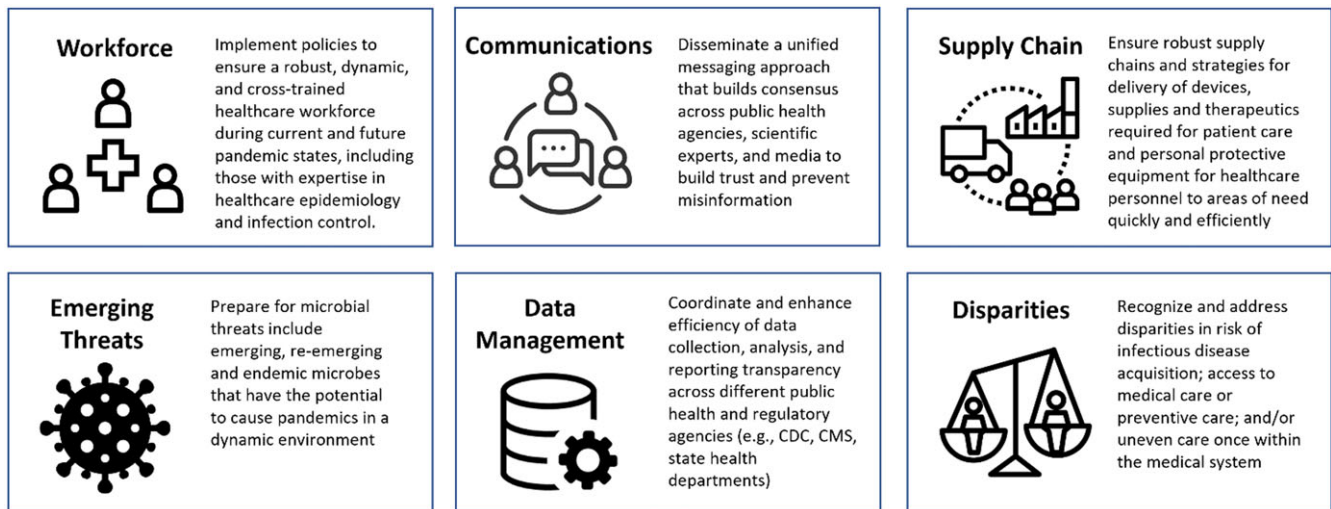 Workforce
Implement policies to
ensure a robust, dynamic,
and cross-trained
healthcare workforce
during current and future
pandemic states, including
those with expertise in
healthcare epidemiology
and infection control.
Communications
Disseminate a unified
messaging approach
that builds consensus
across public health
agencies, scientific
experts, and media to
build trust and prevent
misinformation
Supply Chain
Ensure robust supply
chains and strategies for
delivery of devices,
supplies and therapeutics
required for patient care
and personal protective
equipment for healthcare
personnel to areas of need
quickly and efficiently
Emerging
Threats
Prepare for microbial
threats include
emerging, re-emerging
and endemic microbes
that have the potential
to cause pandemics in a
dynamic environment
Data
Management
Coordinate and enhance
efficiency of data
collection, analysis, and
reporting transparency
across different public
health and regulatory
agencies (e.g., CDC, CMS,
state health
departments)
Disparities
Recognize and address
disparities in risk of
infectious disease
acquisition; access to
medical care or
preventive care; and/or
uneven care once within
the medical system